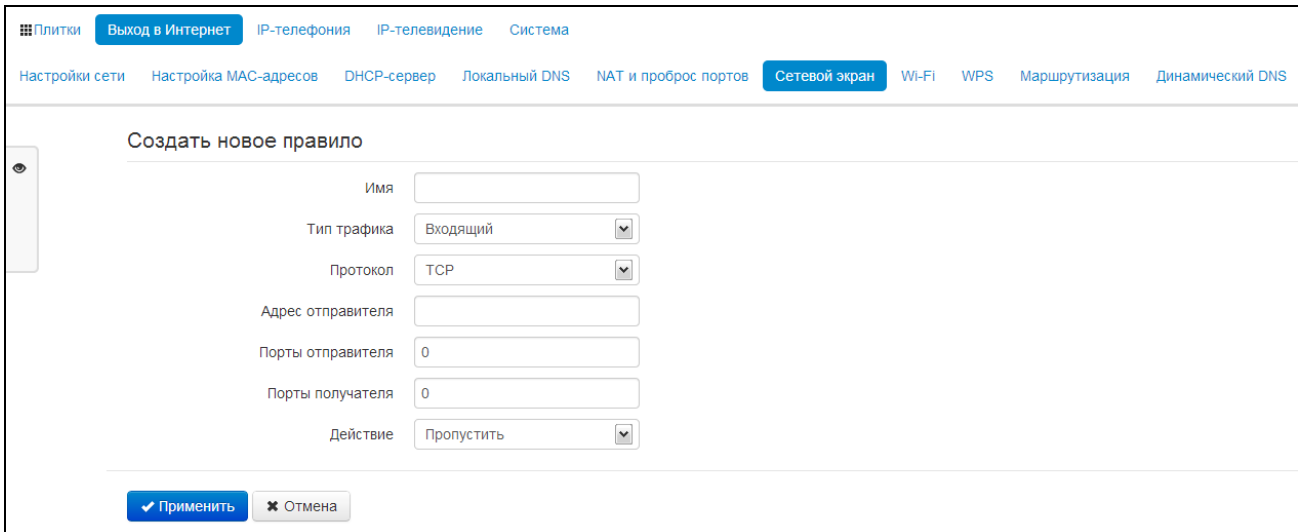 Плитки Выход в Интернет IP-телефония IP-телевидение Система
Настройки сети Настройка MAC-адресов DHCP-сервер Локальный DNS NAT и проброс портов Сетевой экран Wi-Fi WPS Маршрутизация Динамический DNS
Создать новое правило
Имя
Тип трафика Входящий
Протокол TCP
Адрес отправителя
Порты отправителя 0
Порты получателя 0
Действие Пропустить
Применить Отмена